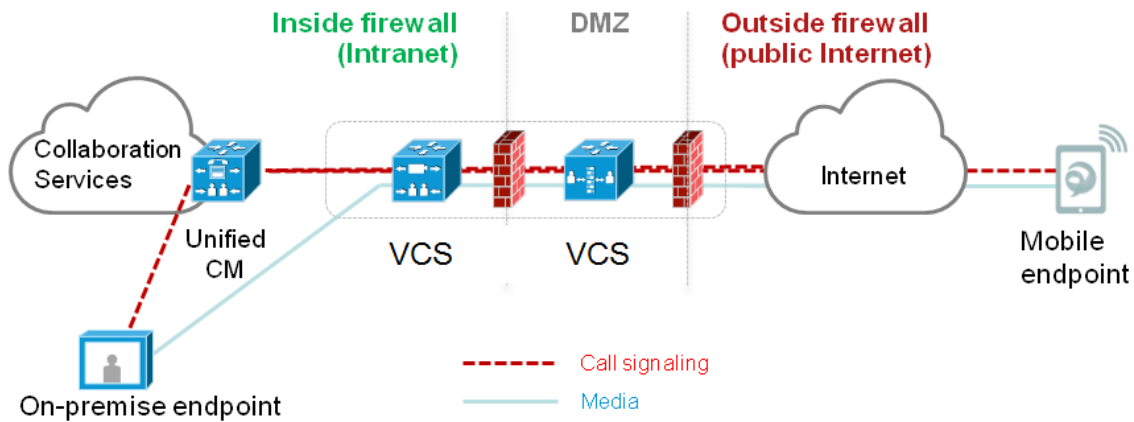 Inside firewall
(Intranet)
DMZ
Outside firewall
(public Internet)
Collaboration
Services
Unified
CM
VCS
VCS
Internet
Mobile
endpoint
On-premise endpoint
Call signaling
Media